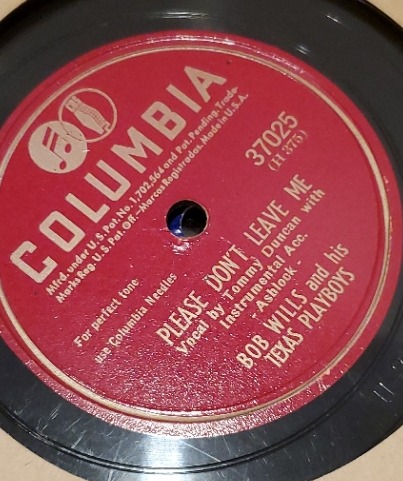 COLUMBIA
Mfd. under U.S. Pat. No. 1,702,564 and Pat. Pending. Trade-
Marks Reg. U.S. Pat. Off.—Marcas Registradas. Made in U.S.A.
37025
(H 375)
For perfect tone
use Columbia Needles
PLEASE DON'T LEAVE ME
Vocal by Tommy Duncan with
Instrumental Acc.
- Ashlock -
BOB WILLS and his
TEXAS PLAYBOYS